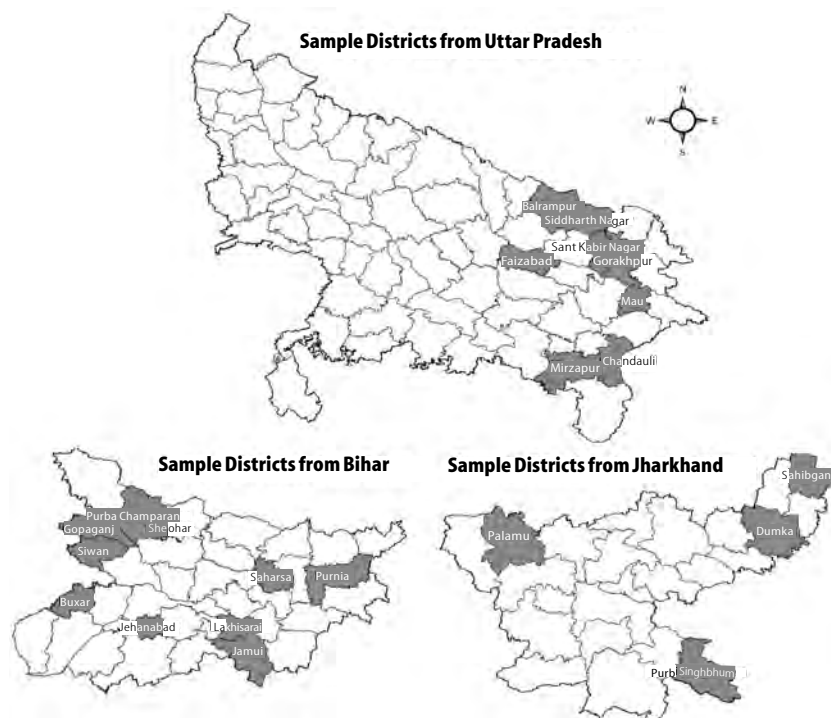 Sample Districts from Uttar Pradesh
N
W E
S
Balrampur
Siddharth Nagar
Sant Kabir Nagar
Faizabad
Gorakhpur
Mau
Chandauli
Mirzapur
Sample Districts from Bihar
Purba Champaran
Gopaganj
Sheohar
Siwan
Saharsa
Purnia
Buxar
Jehanabad
Lakhisarai
Jamui
Sample Districts from Jharkhand
Sahibgan
Palamu
Dumka
Purbi Singhbhum